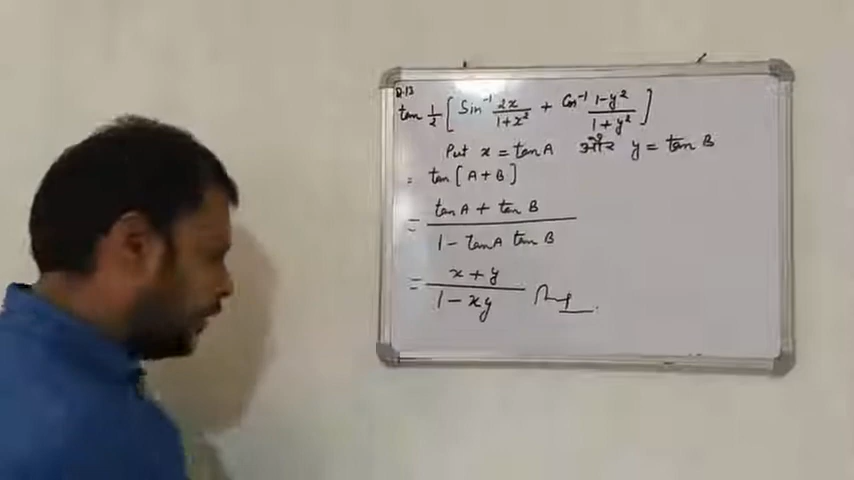 Q.13
tan 1/2 [ Sin⁻¹ 2x/1+x² + Cos⁻¹ 1-y²/1+y² ]
Put x = tan A और y = tan B
= tan [ A + B ]
= tan A + tan B / 1 - tan A tan B
= x + y / 1 - xy Ans.